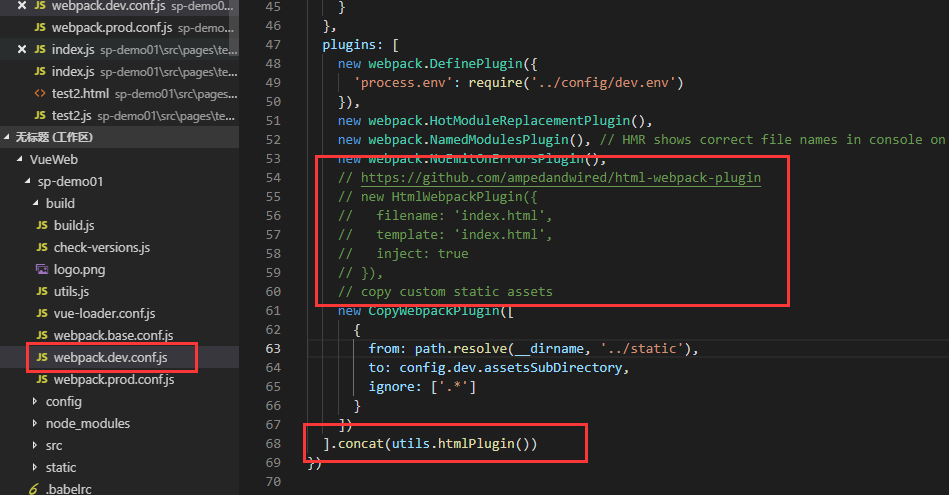 webpack.dev.conf.js sp-demo0...
webpack.prod.conf.js sp-demo...
index.js sp-demo01\src\pages\te...
index.js sp-demo01\src\pages\te...
test2.html sp-demo01\src\pages...
test2.js sp-demo01\src\pages\te...
无标题 (工作区)
VueWeb
sp-demo01
build
JS build.js
JS check-versions.js
logo.png
JS utils.js
JS vue-loader.conf.js
JS webpack.base.conf.js
JS webpack.dev.conf.js
JS webpack.prod.conf.js
config
node_modules
src
static
.babelrc
45 }
46 },
47 plugins: [
48 new webpack.DefinePlugin({
49 'process.env': require('../config/dev.env')
50 }),
51 new webpack.HotModuleReplacementPlugin(),
52 new webpack.NamedModulesPlugin(), // HMR shows correct file names in console on
53 new webpack.NoEmitOnErrorsPlugin(),
54 // https://github.com/ampedandwired/html-webpack-plugin
55 // new HtmlWebpackPlugin({
56 // filename: 'index.html',
57 // template: 'index.html',
58 // inject: true
59 // }),
60 // copy custom static assets
61 new CopyWebpackPlugin([
62 {
63 from: path.resolve(__dirname, '../static'),
64 to: config.dev.assetsSubDirectory,
65 ignore: ['.*']
66 }
67 ])
68 ].concat(utils.htmlPlugin())
69 })
70